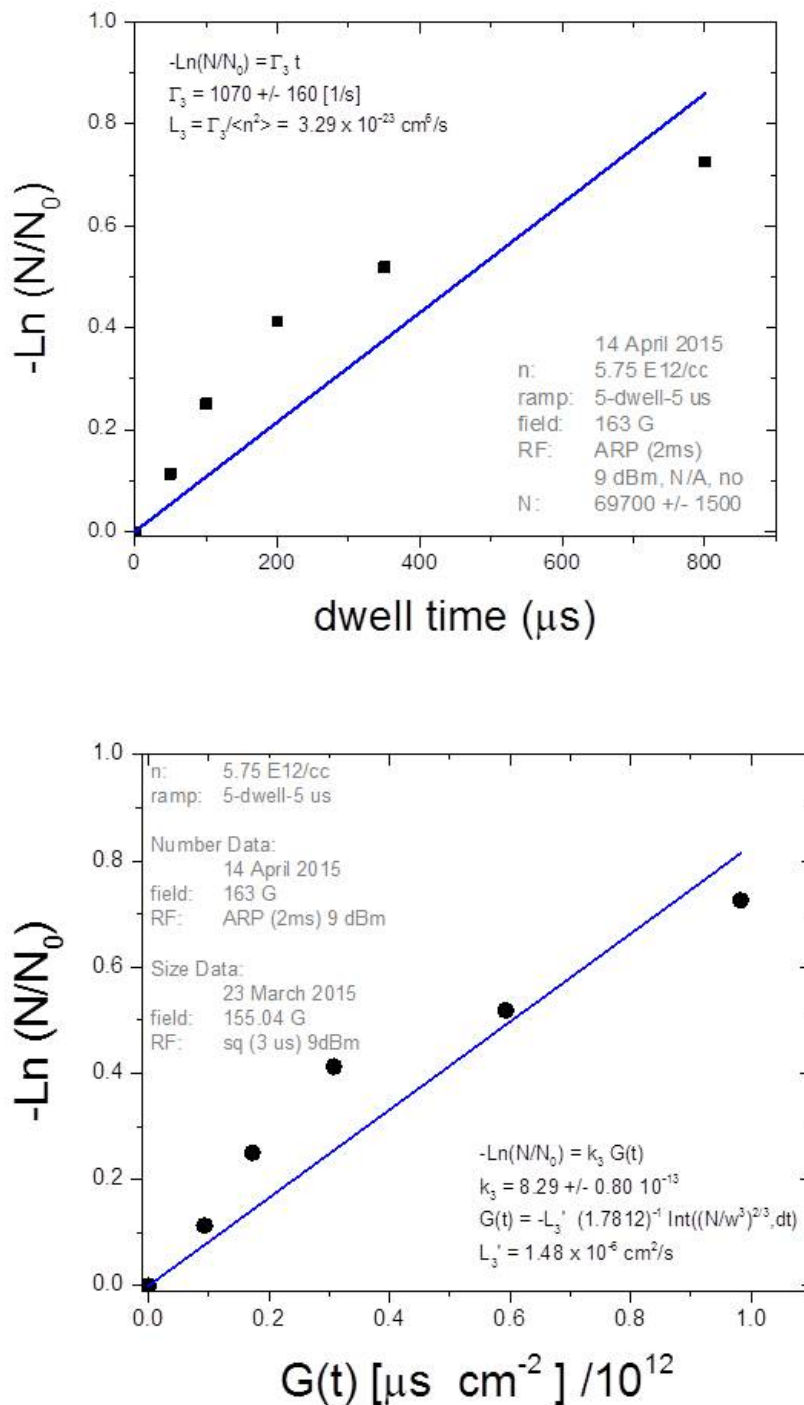 1.0
0.8
0.6
0.4
0.2
0.0
-Ln (N/N₀)
-Ln(N/N₀) = Γ₃ t
Γ₃ = 1070 +/- 160 [1/s]
L₃ = Γ₃/<n²> = 3.29 x 10⁻²³ cm⁶/s
14 April 2015
n: 5.75 E12/cc
ramp: 5-dwell-5 us
field: 163 G
RF: ARP (2ms)
9 dBm, N/A, no
N: 69700 +/- 1500
0 200 400 600 800
dwell time (μs)
1.0
0.8
0.6
0.4
0.2
0.0
-Ln (N/N₀)
n: 5.75 E12/cc
ramp: 5-dwell-5 us
Number Data:
14 April 2015
field: 163 G
RF: ARP (2ms) 9 dBm
Size Data:
23 March 2015
field: 155.04 G
RF: sq (3 us) 9dBm
-Ln(N/N₀) = k₃ G(t)
k₃ = 8.29 +/- 0.80 10⁻¹³
G(t) = -L₃' (1.7812)⁻¹ Int((N/w³)²ᐟ³,dt)
L₃' = 1.48 x 10⁻⁶ cm²/s
0.0 0.2 0.4 0.6 0.8 1.0
G(t) [μs cm⁻² ] /10¹²